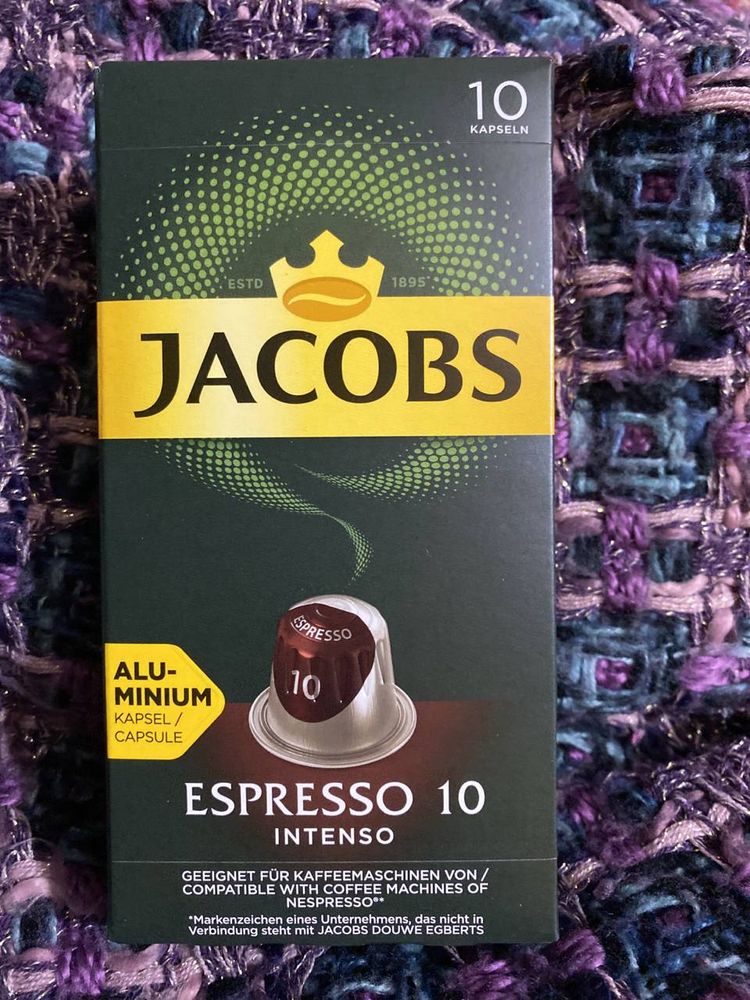 10
KAPSELN
ESTD 1895
JACOBS
ESPRESSO
10
ALU-
MINIUM
KAPSEL /
CAPSULE
ESPRESSO 10
INTENSO
GEEIGNET FÜR KAFFEEMASCHINEN VON /
COMPATIBLE WITH COFFEE MACHINES OF
NESPRESSO®*
*Markenzeichen eines Unternehmens, das nicht in
Verbindung steht mit JACOBS DOUWE EGBERTS